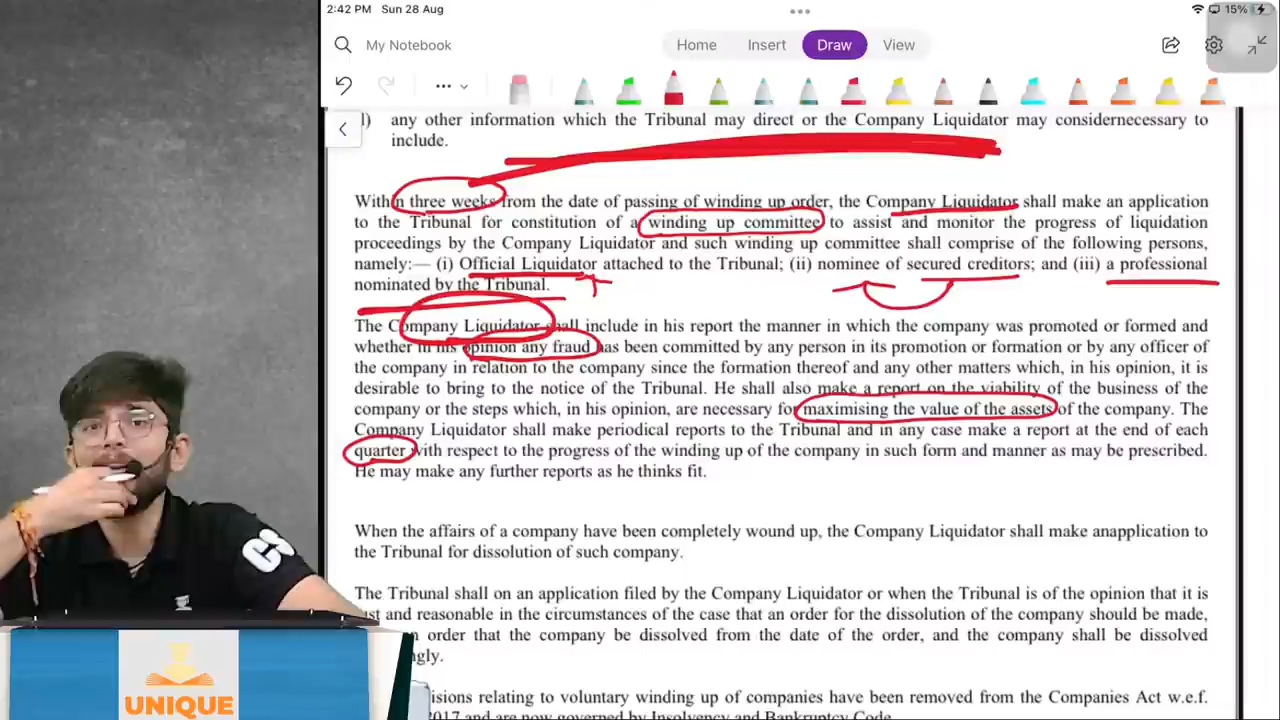 2:42 PM Sun 28 Aug
15%
My Notebook
Home Insert Draw View
any other information which the Tribunal may direct or the Company Liquidator may considernecessary to
include.
Within three weeks from the date of passing of winding up order, the Company Liquidator shall make an application
to the Tribunal for constitution of a winding up committee to assist and monitor the progress of liquidation
proceedings by the Company Liquidator and such winding up committee shall comprise of the following persons,
namely:— (i) Official Liquidator attached to the Tribunal; (ii) nominee of secured creditors; and (iii) a professional
nominated by the Tribunal.
The Company Liquidator shall include in his report the manner in which the company was promoted or formed and
whether in his opinion any fraud has been committed by any person in its promotion or formation or by any officer of
the company in relation to the company since the formation thereof and any other matters which, in his opinion, it is
desirable to bring to the notice of the Tribunal. He shall also make a report on the viability of the business of the
company or the steps which, in his opinion, are necessary for maximising the value of the assets of the company. The
Company Liquidator shall make periodical reports to the Tribunal and in any case make a report at the end of each
quarter with respect to the progress of the winding up of the company in such form and manner as may be prescribed.
He may make any further reports as he thinks fit.
When the affairs of a company have been completely wound up, the Company Liquidator shall make anapplication to
the Tribunal for dissolution of such company.
The Tribunal shall on an application filed by the Company Liquidator or when the Tribunal is of the opinion that it is
and reasonable in the circumstances of the case that an order for the dissolution of the company should be made,
order that the company be dissolved from the date of the order, and the company shall be dissolved
relating to voluntary winding up of companies have been removed from the Companies Act w.e.f.
2017 and are now governed by Insolvency and Bankruptcy Code.
CS
UNIQUE